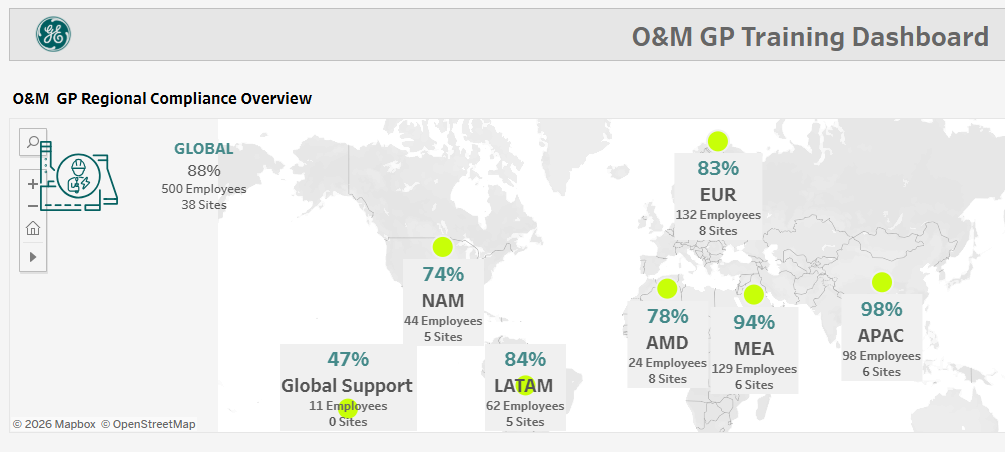 O&M GP Training Dashboard
O&M  GP Regional Compliance Overview
GLOBAL
88%
500 Employees
38 Sites
83%
EUR
132 Employees
8 Sites
74%
NAM
44 Employees
5 Sites
78%
AMD
24 Employees
8 Sites
94%
MEA
129 Employees
6 Sites
98%
APAC
98 Employees
6 Sites
47%
Global Support
11 Employees
0 Sites
84%
LATAM
62 Employees
5 Sites
© 2026 Mapbox © OpenStreetMap